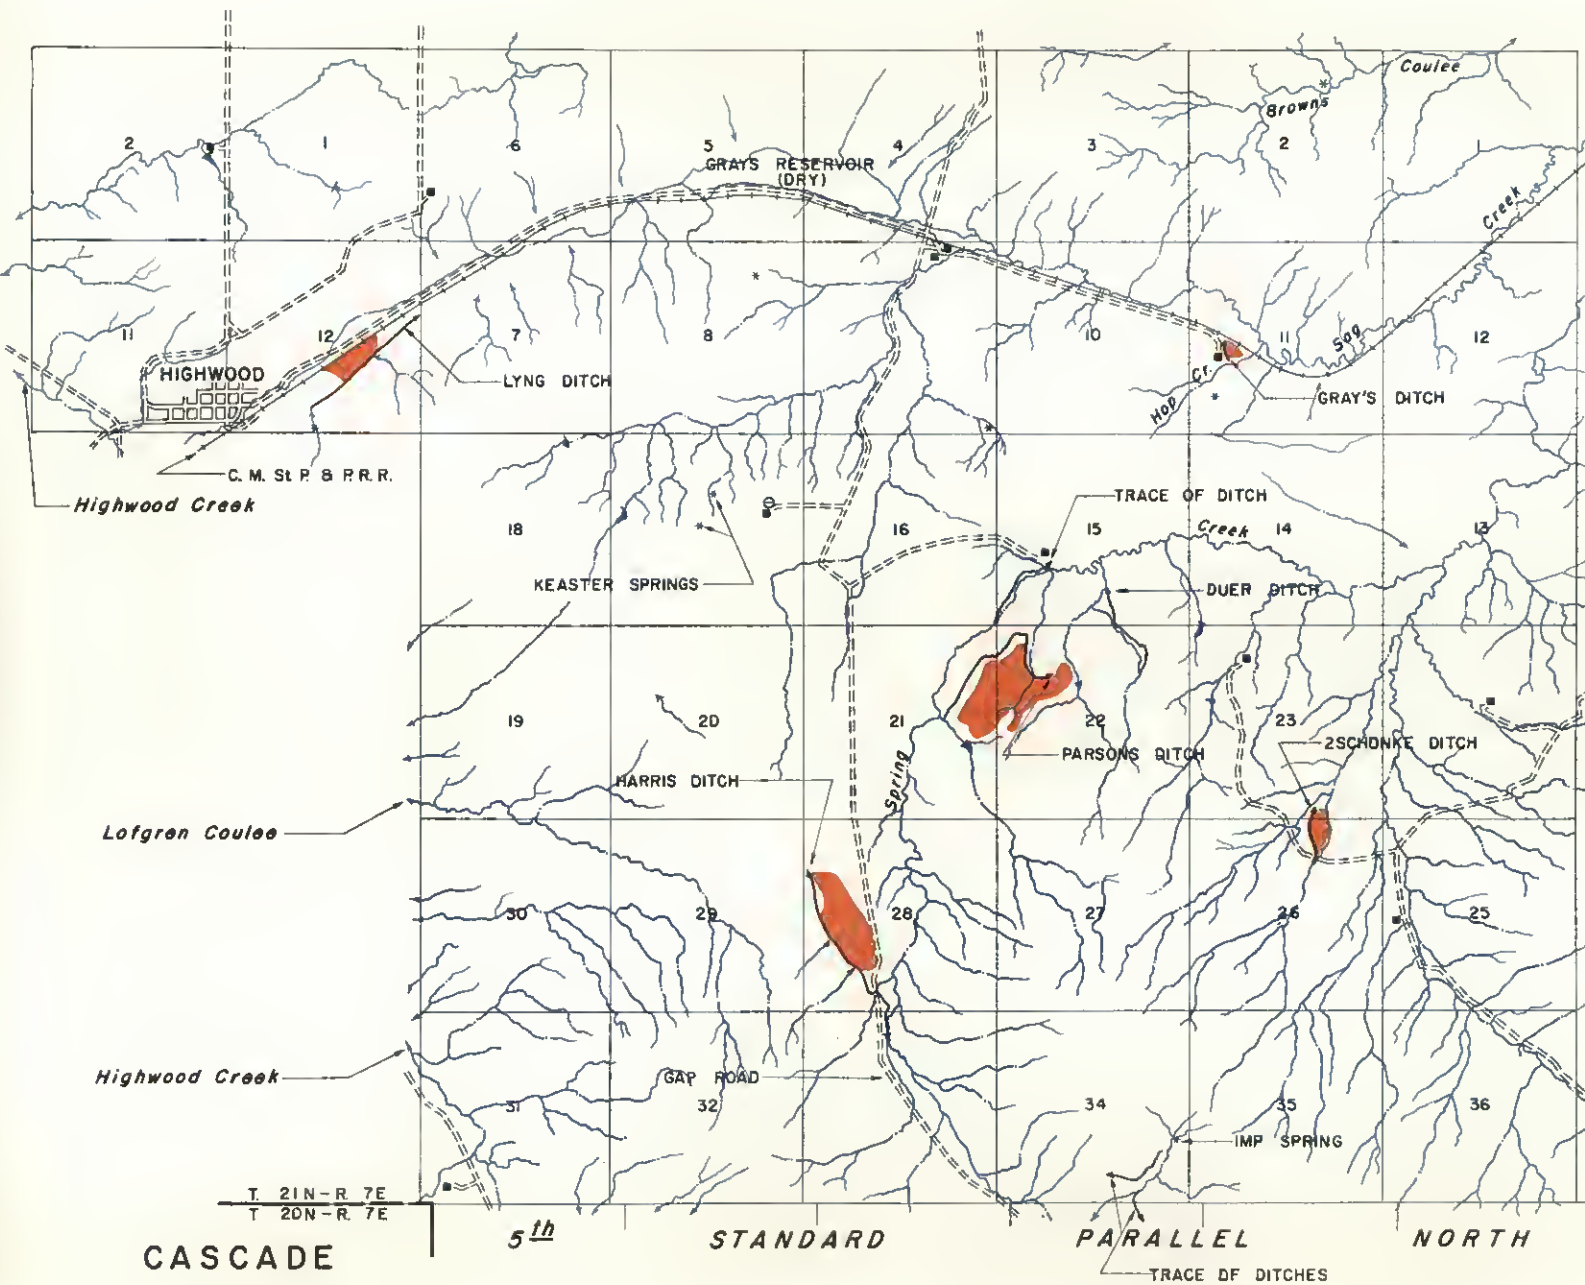 Coulee
Browns
2
1
6
5
4
3
2
1
GRAYS RESERVOIR
(DRY)
Creek
11
12
7
8
10
11
12
Sag
HIGHWOOD
LYNG DITCH
Hop Cr.
GRAY'S DITCH
C. M. St. P. & P. R. R.
Highwood Creek
TRACE OF DITCH
18
16
15
Creek
14
13
KEASTER SPRINGS
DUER DITCH
19
20
21
22
23
PARSONS DITCH
2SCHONKE DITCH
HARRIS DITCH
Spring
Lofgren Coulee
30
29
28
27
26
25
Highwood Creek
GAP ROAD
31
32
34
35
36
IMP SPRING
T. 21N-R. 7E
T 20N-R. 7E
5th STANDARD PARALLEL NORTH
CASCADE
TRACE OF DITCHES